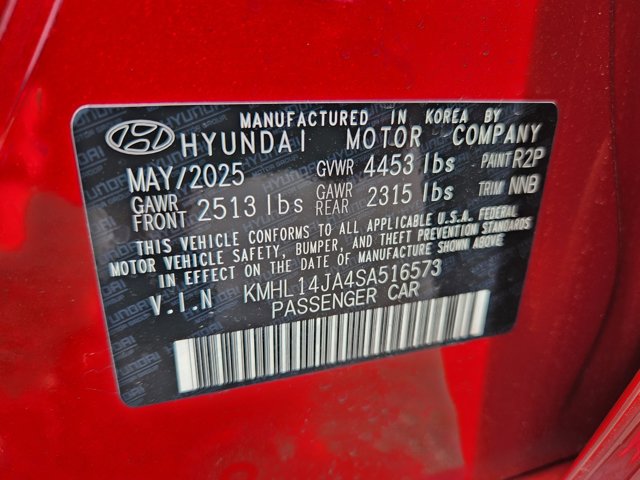 MANUFACTURED IN KOREA BY
HYUNDAI MOTOR COMPANY
MAY/2025 GVWR 4453 lbs PAINT R2P
GAWR FRONT 2513 lbs GAWR REAR 2315 lbs TRIM NNB
THIS VEHICLE CONFORMS TO ALL APPLICABLE U.S.A. FEDERAL
MOTOR VEHICLE SAFETY, BUMPER, AND THEFT PREVENTION STANDARDS
IN EFFECT ON THE DATE OF MANUFACTURE SHOWN ABOVE.
V.I.N KMHL14JA4SA516573
PASSENGER CAR